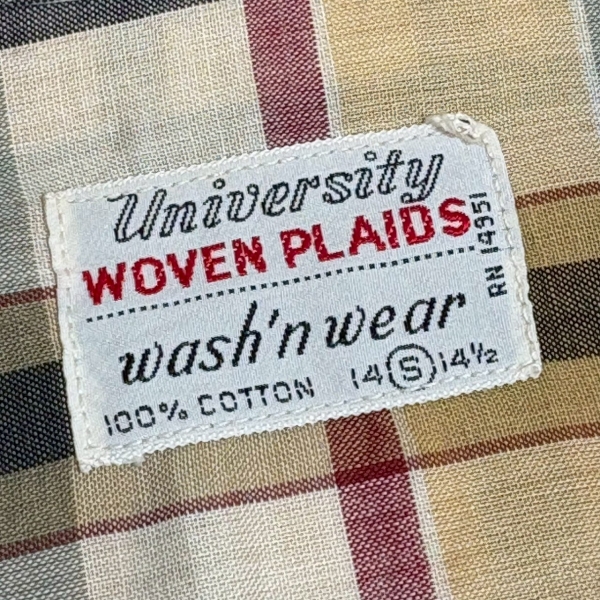 University
WOVEN PLAIDS
wash'n wear
100% COTTON 14 S 14½
RN 14951